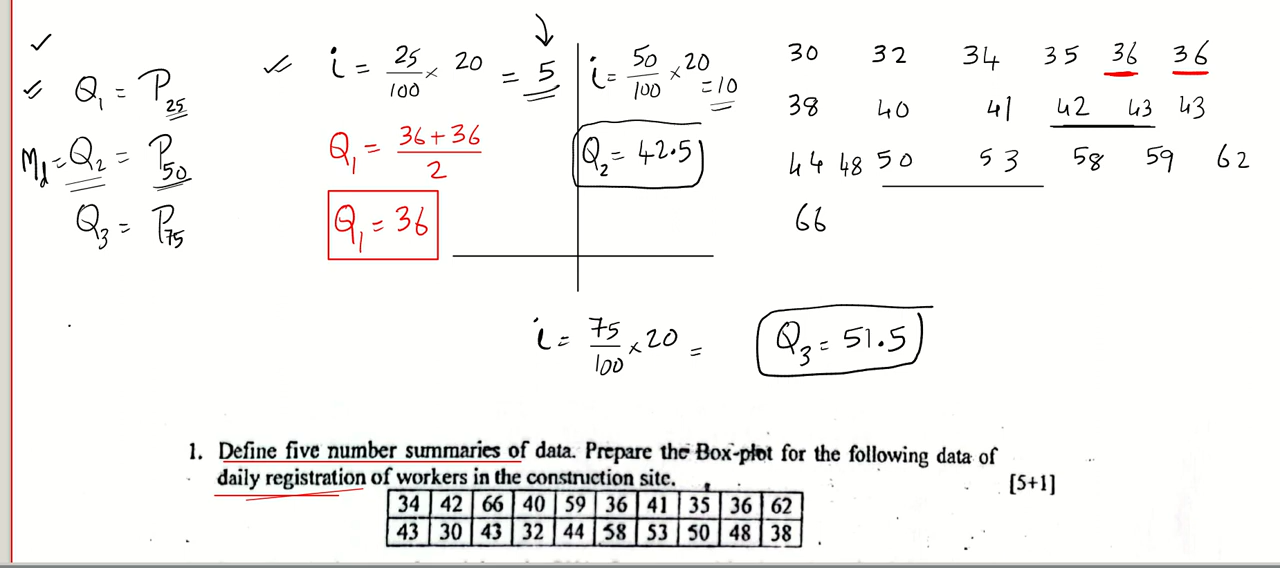 ✓
✓ Q₁ = P₂₅
M_d = Q₂ = P₅₀
Q₃ = P₇₅
✓ i = 25/100 × 20 = 5
Q₁ = (36+36)/2
Q₁ = 36
i = 50/100 × 20 = 10
Q₂ = 42.5
30 32 34 35 36 36
38 40 41 42 43 43
44 48 50 53 58 59 62
66
i = 75/100 × 20 =
Q₃ = 51.5
1. Define five number summaries of data. Prepare the Box-plot for the following data of
daily registration of workers in the construction site. [5+1]
34 42 66 40 59 36 41 35 36 62
43 30 43 32 44 58 53 50 48 38